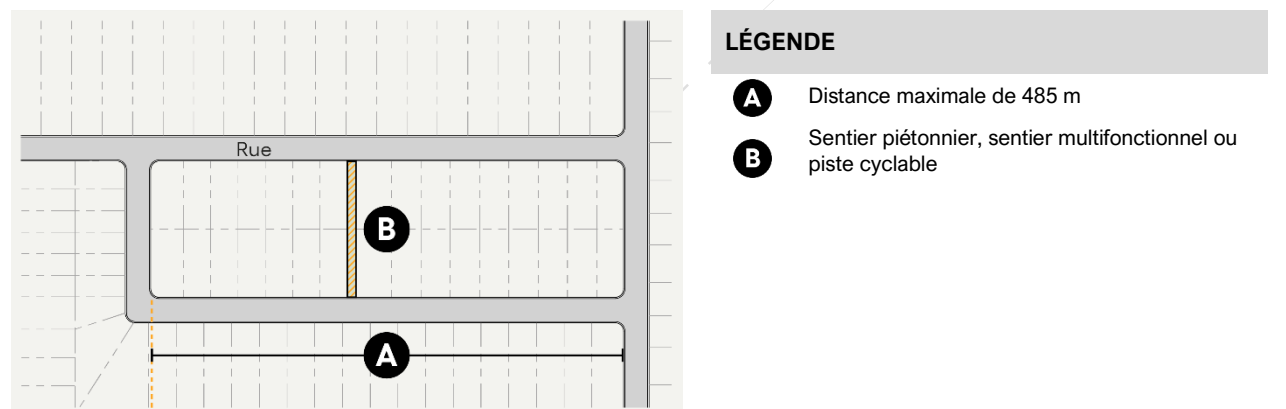 LÉGENDE
A Distance maximale de 485 m
B Sentier piétonnier, sentier multifonctionnel ou
piste cyclable
Rue
B
A